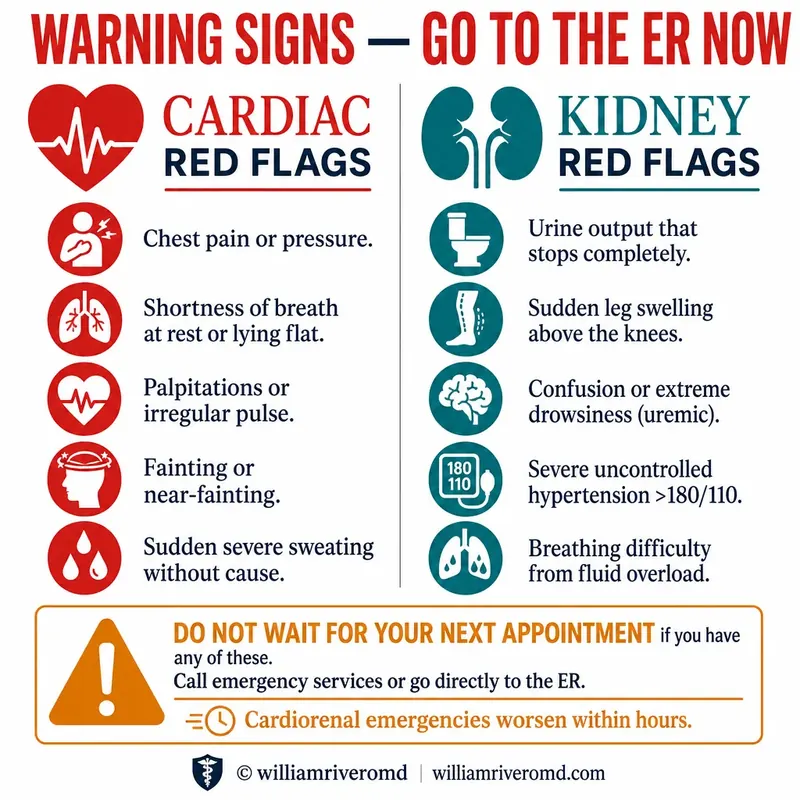 WARNING SIGNS — GO TO THE ER NOW
CARDIAC
RED FLAGS
Chest pain or pressure.
Shortness of breath
at rest or lying flat.
Palpitations or
irregular pulse.
Fainting or
near-fainting.
Sudden severe sweating
without cause.
KIDNEY
RED FLAGS
Urine output that
stops completely.
Sudden leg swelling
above the knees.
Confusion or extreme
drowsiness (uremic).
180
110
Severe uncontrolled
hypertension >180/110.
Breathing difficulty
from fluid overload.
DO NOT WAIT FOR YOUR NEXT APPOINTMENT if you have
any of these.
Call emergency services or go directly to the ER.
Cardiorenal emergencies worsen within hours.
© williamriveromd | williamriveromd.com